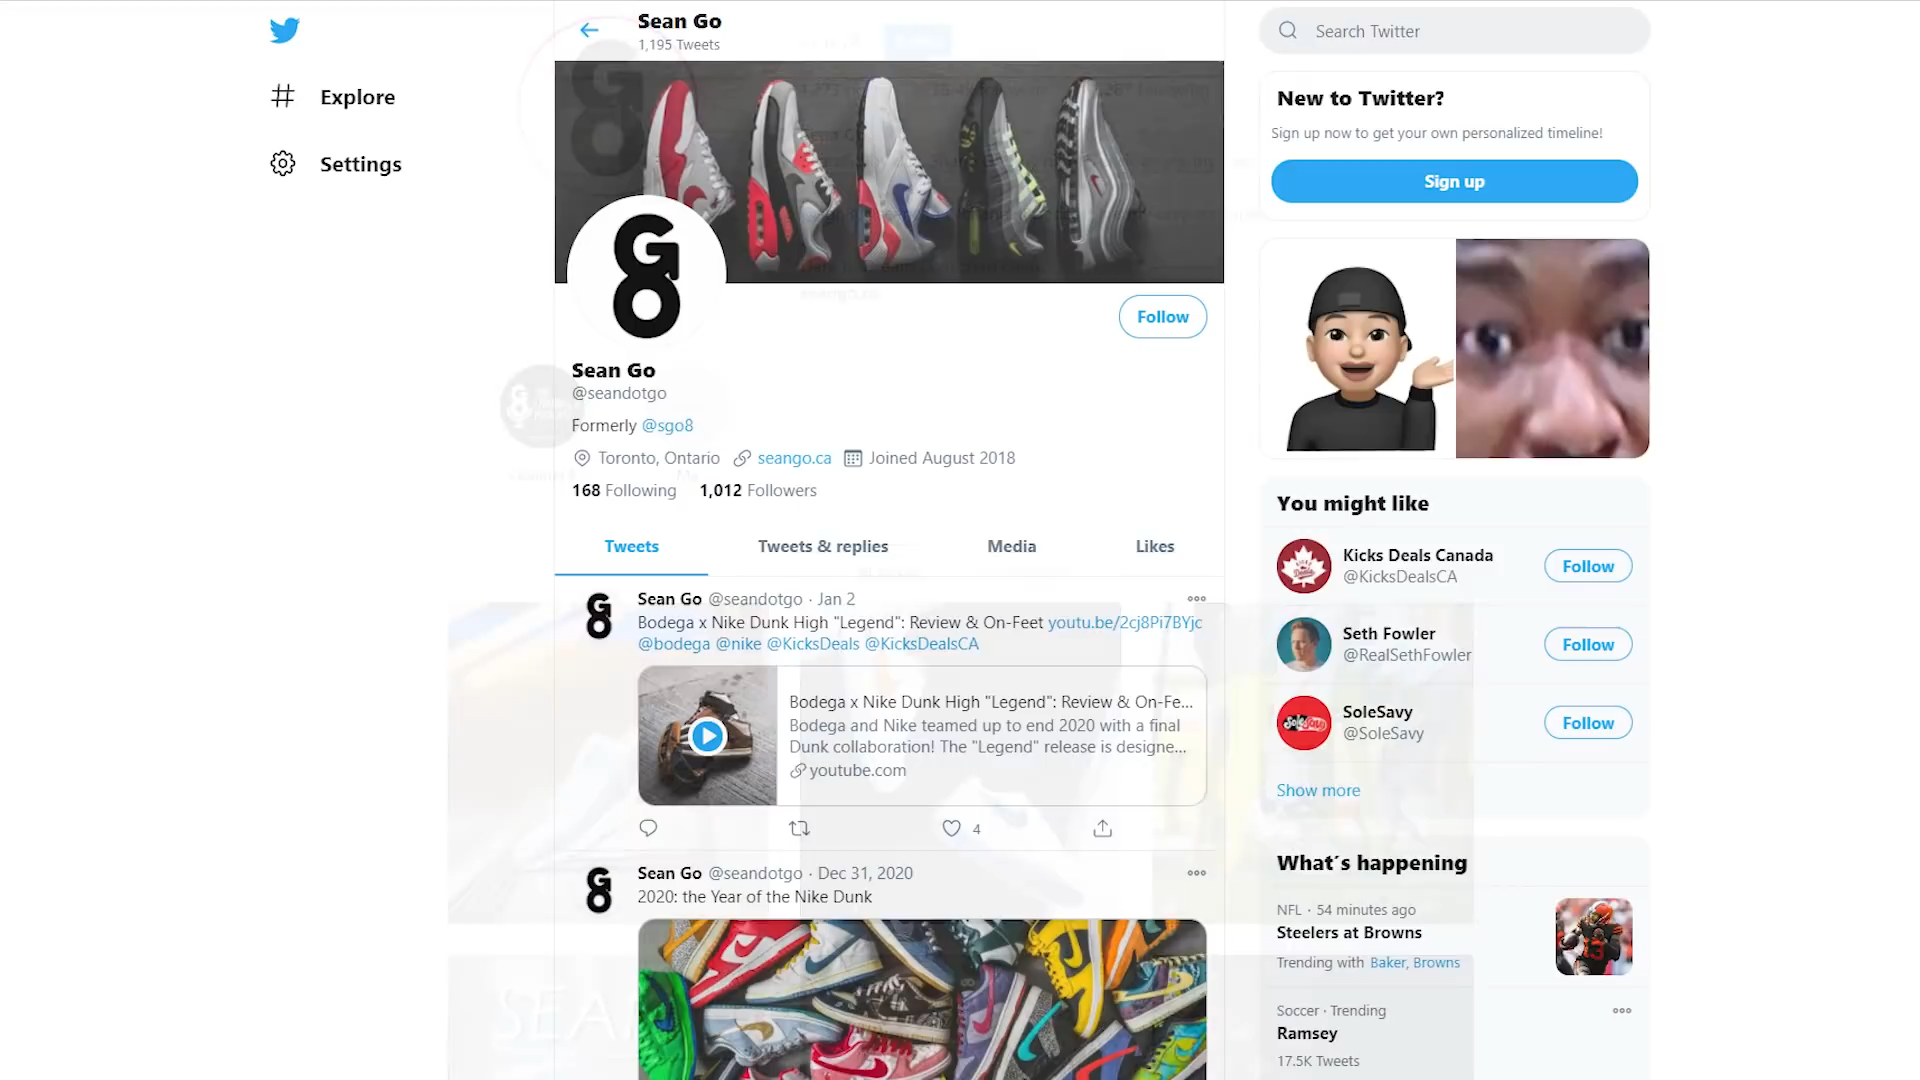 Sean Go
1,195 Tweets
Search Twitter
Explore
Settings
New to Twitter?
Sign up now to get your own personalized timeline!
Sign up
GO
Follow
Sean Go
@seandotgo
Formerly @sgo8
Toronto, Ontario seango.ca Joined August 2018
168 Following 1,012 Followers
Tweets Tweets & replies Media Likes
Sean Go @seandotgo · Jan 2
Bodega x Nike Dunk High "Legend": Review & On-Feet youtu.be/2cj8Pi7BYjc
@bodega @nike @KicksDeals @KicksDealsCA
Bodega x Nike Dunk High "Legend": Review & On-Fe...
Bodega and Nike teamed up to end 2020 with a final
Dunk collaboration! The "Legend" release is designe...
youtube.com
4
Sean Go @seandotgo · Dec 31, 2020
2020: the Year of the Nike Dunk
You might like
Kicks Deals Canada
@KicksDealsCA
Follow
Seth Fowler
@RealSethFowler
Follow
SoleSavy
@SoleSavy
Follow
Show more
What's happening
NFL · 54 minutes ago
Steelers at Browns
Trending with Baker, Browns
Soccer · Trending
Ramsey
17.5K Tweets